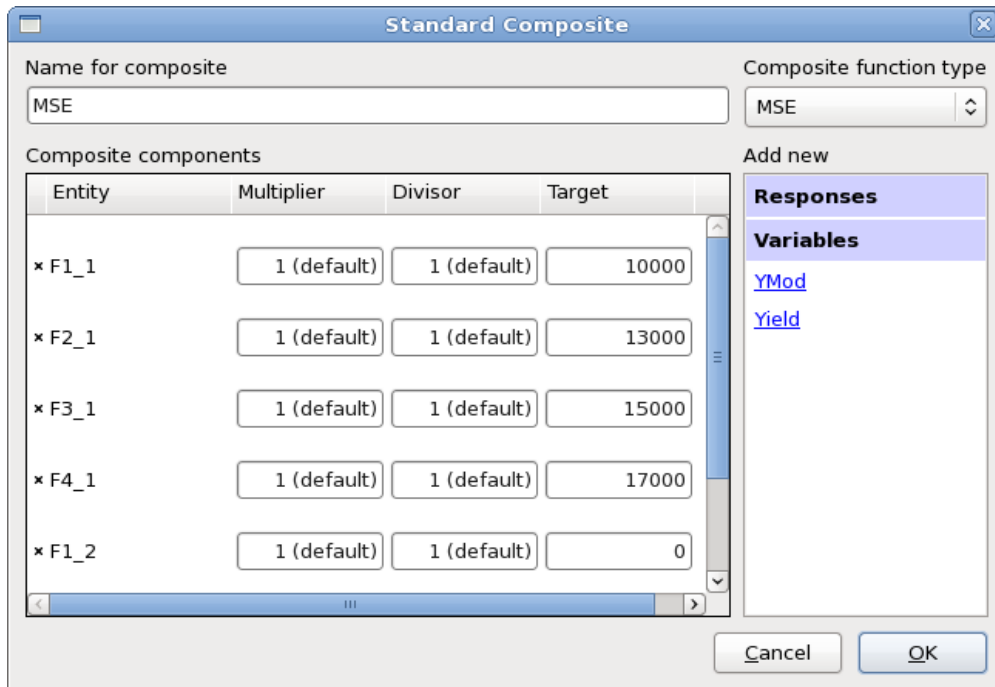 Standard Composite
Name for composite
Composite function type
MSE
MSE
Composite components
Add new
Entity Multiplier Divisor Target
Responses
Variables
× F1_1 1 (default) 1 (default) 10000
YMod
Yield
× F2_1 1 (default) 1 (default) 13000
× F3_1 1 (default) 1 (default) 15000
× F4_1 1 (default) 1 (default) 17000
× F1_2 1 (default) 1 (default) 0
Cancel OK